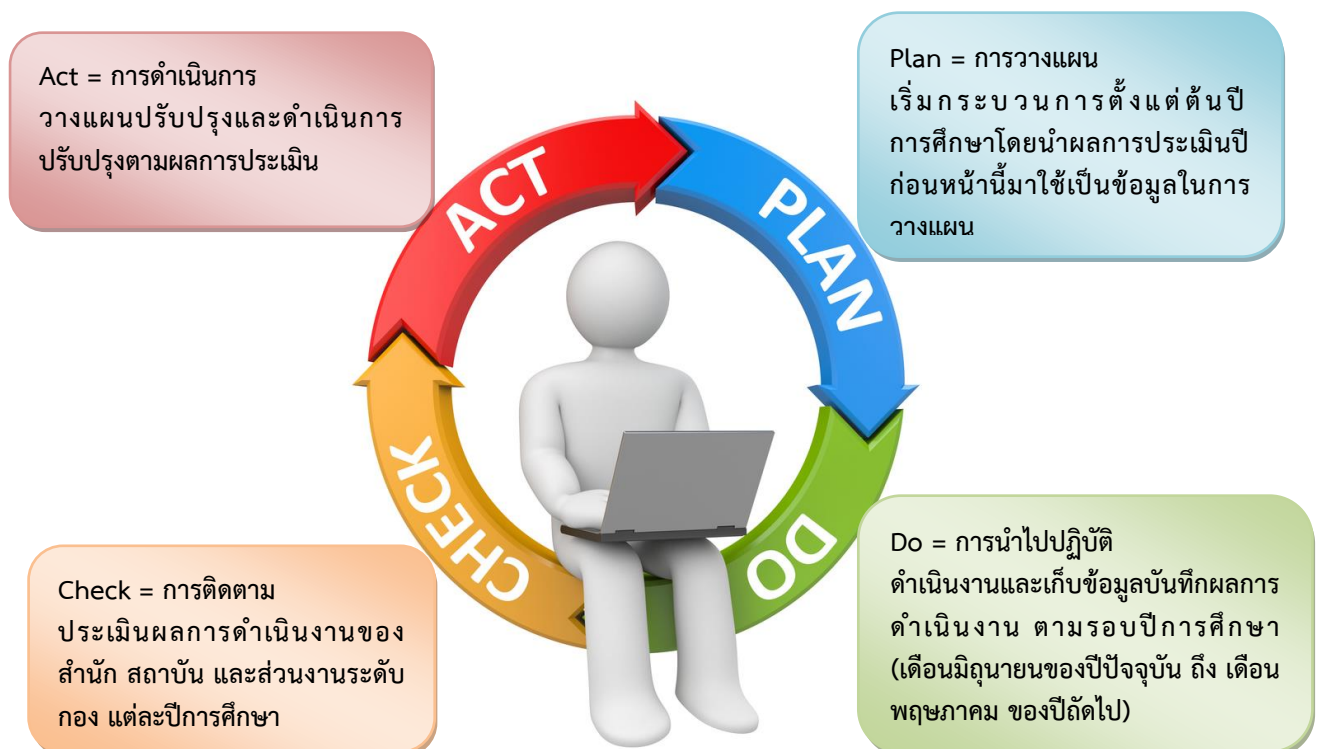 Act = การดำเนินการ
วางแผนปรับปรุงและดำเนินการ
ปรับปรุงตามผลการประเมิน
Plan = การวางแผน
เริ่มกระบวนการตั้งแต่ต้นปี
การศึกษาโดยนำผลการประเมินปี
ก่อนหน้านี้มาใช้เป็นข้อมูลในการ
วางแผน
ACT
PLAN
CHECK
DO
Check = การติดตาม
ประเมินผลการดำเนินงานของ
สำนัก สถาบัน และส่วนงานระดับ
กอง แต่ละปีการศึกษา
Do = การนำไปปฏิบัติ
ดำเนินงานและเก็บข้อมูลบันทึกผลการ
ดำเนินงาน ตามรอบปีการศึกษา
(เดือนมิถุนายนของปีปัจจุบัน ถึง เดือน
พฤษภาคม ของปีถัดไป)